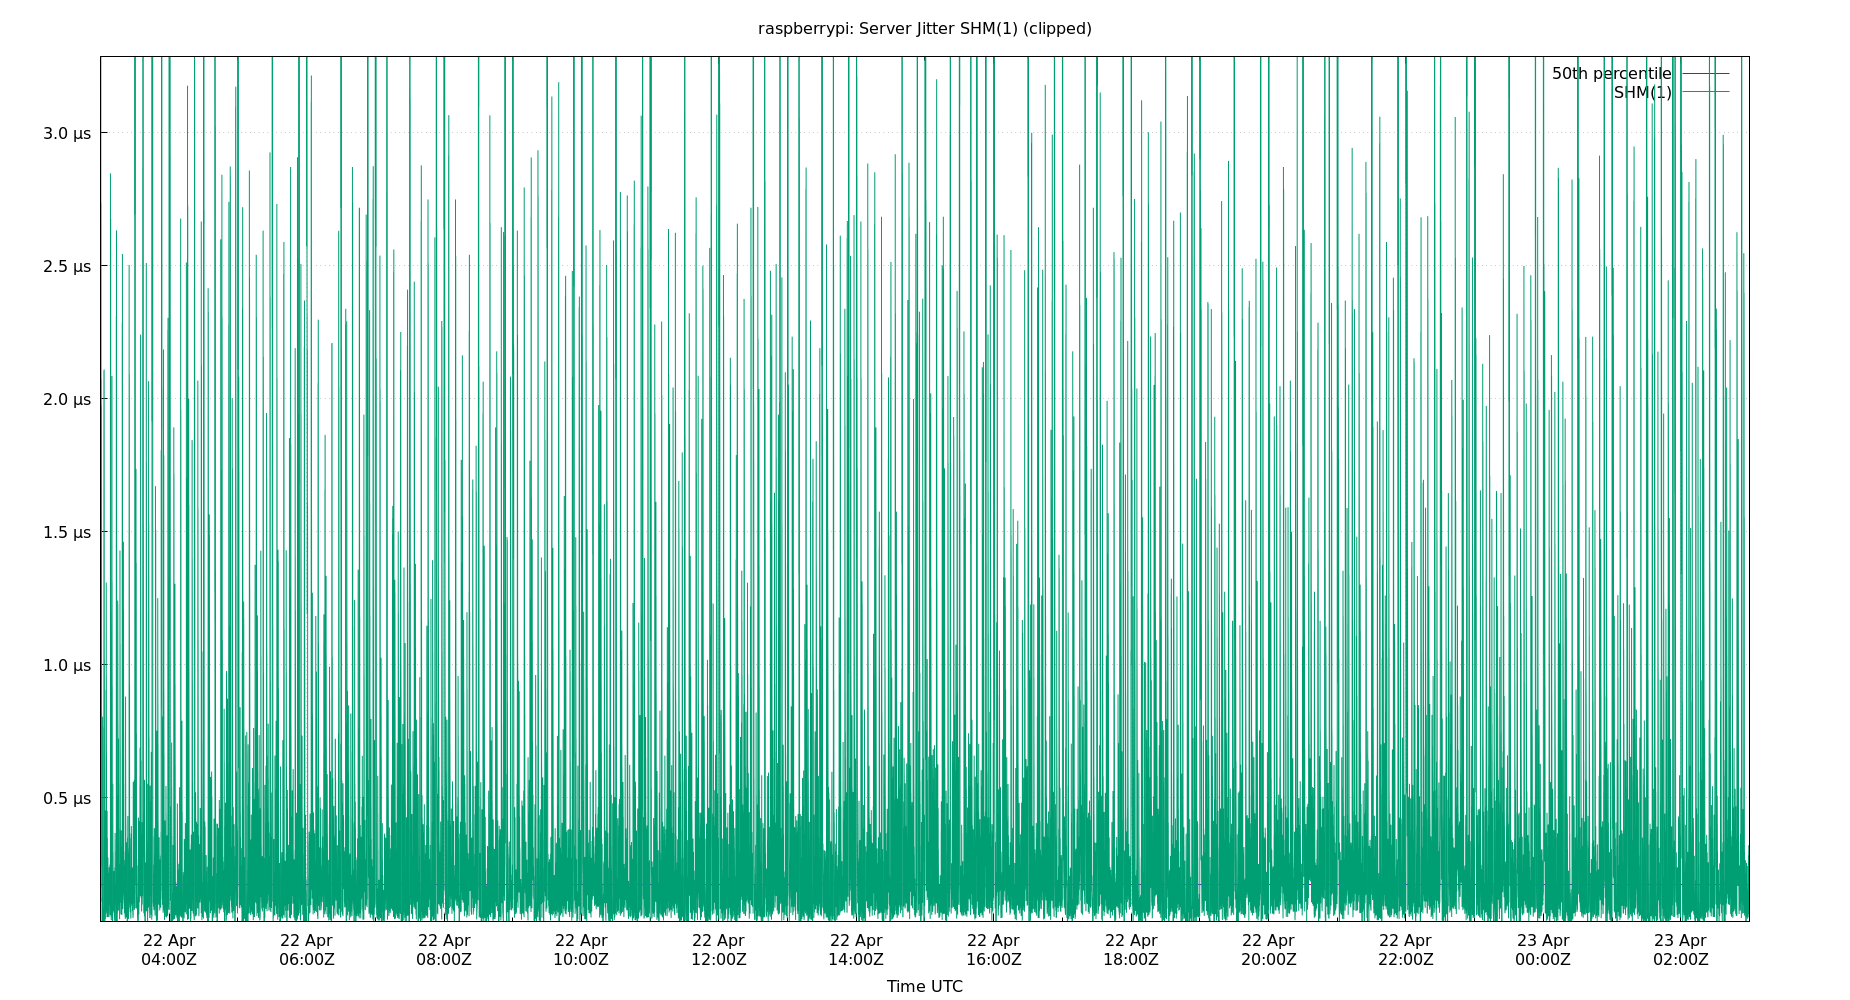 raspberrypi: Server Jitter SHM(1) (clipped)
50th percentile
SHM(1)
3.0 µs
2.5 µs
2.0 µs
1.5 µs
1.0 µs
0.5 µs
22 Apr 22 Apr 22 Apr 22 Apr 22 Apr 22 Apr 22 Apr 22 Apr 22 Apr 22 Apr 23 Apr 23 Apr
04:00Z 06:00Z 08:00Z 10:00Z 12:00Z 14:00Z 16:00Z 18:00Z 20:00Z 22:00Z 00:00Z 02:00Z
Time UTC